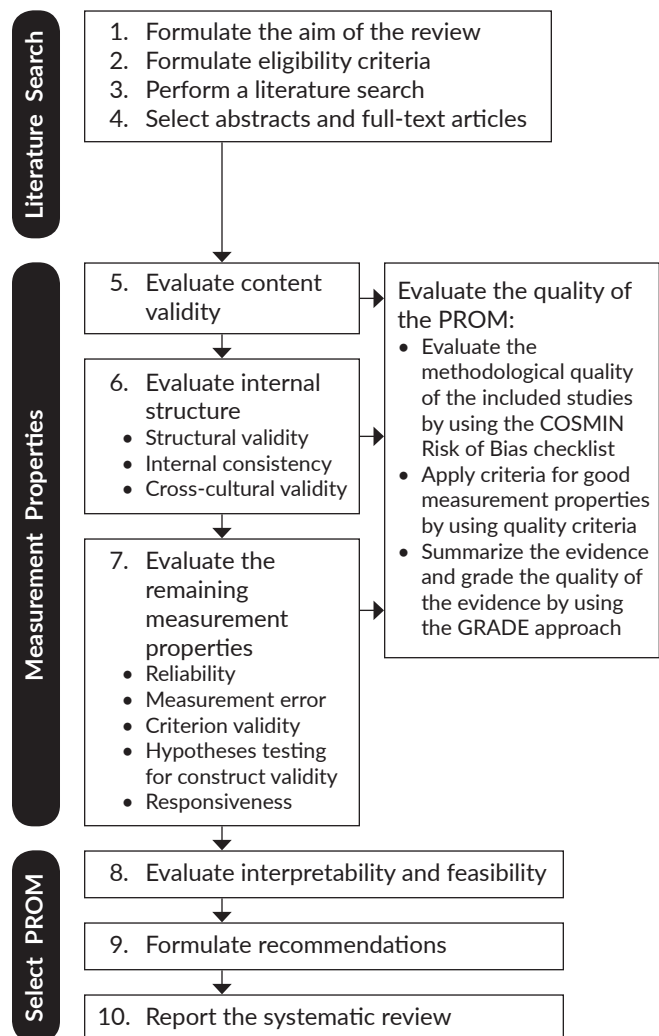 Literature Search
1. Formulate the aim of the review
2. Formulate eligibility criteria
3. Perform a literature search
4. Select abstracts and full-text articles
Measurement Properties
5. Evaluate content
validity
6. Evaluate internal
structure
• Structural validity
• Internal consistency
• Cross-cultural validity
7. Evaluate the
remaining
measurement
properties
• Reliability
• Measurement error
• Criterion validity
• Hypotheses testing
for construct validity
• Responsiveness
Evaluate the quality of
the PROM:
• Evaluate the
methodological quality
of the included studies
by using the COSMIN
Risk of Bias checklist
• Apply criteria for good
measurement properties
by using quality criteria
• Summarize the evidence
and grade the quality of
the evidence by using
the GRADE approach
Select PROM
8. Evaluate interpretability and feasibility
9. Formulate recommendations
10. Report the systematic review